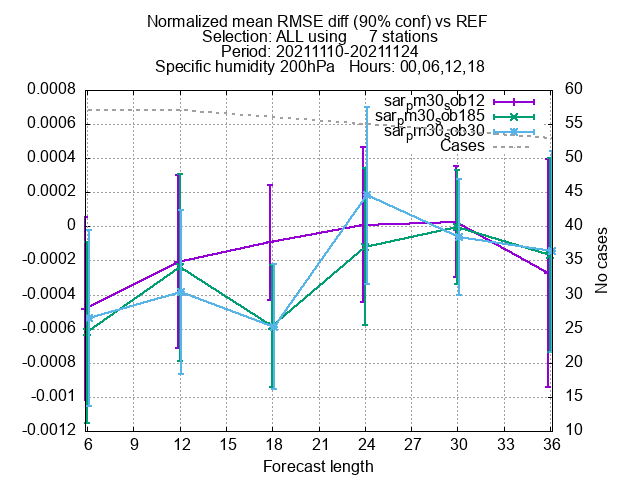 Normalized mean RMSE diff (90% conf) vs REF
Selection: ALL using 7 stations
Period: 20211110-20211124
Specific humidity 200hPa Hours: 00,06,12,18
0.0008
0.0006
0.0004
0.0002
0
-0.0002
-0.0004
-0.0006
-0.0008
-0.001
-0.0012
60
55
50
45
40
35
30
25
20
15
10
No cases
sar_pm30_sob12
sar_pm30_sob185
sar_pm30_sob30
Cases
6 12 9 15 18 21 24 27 30 33 36
Forecast length